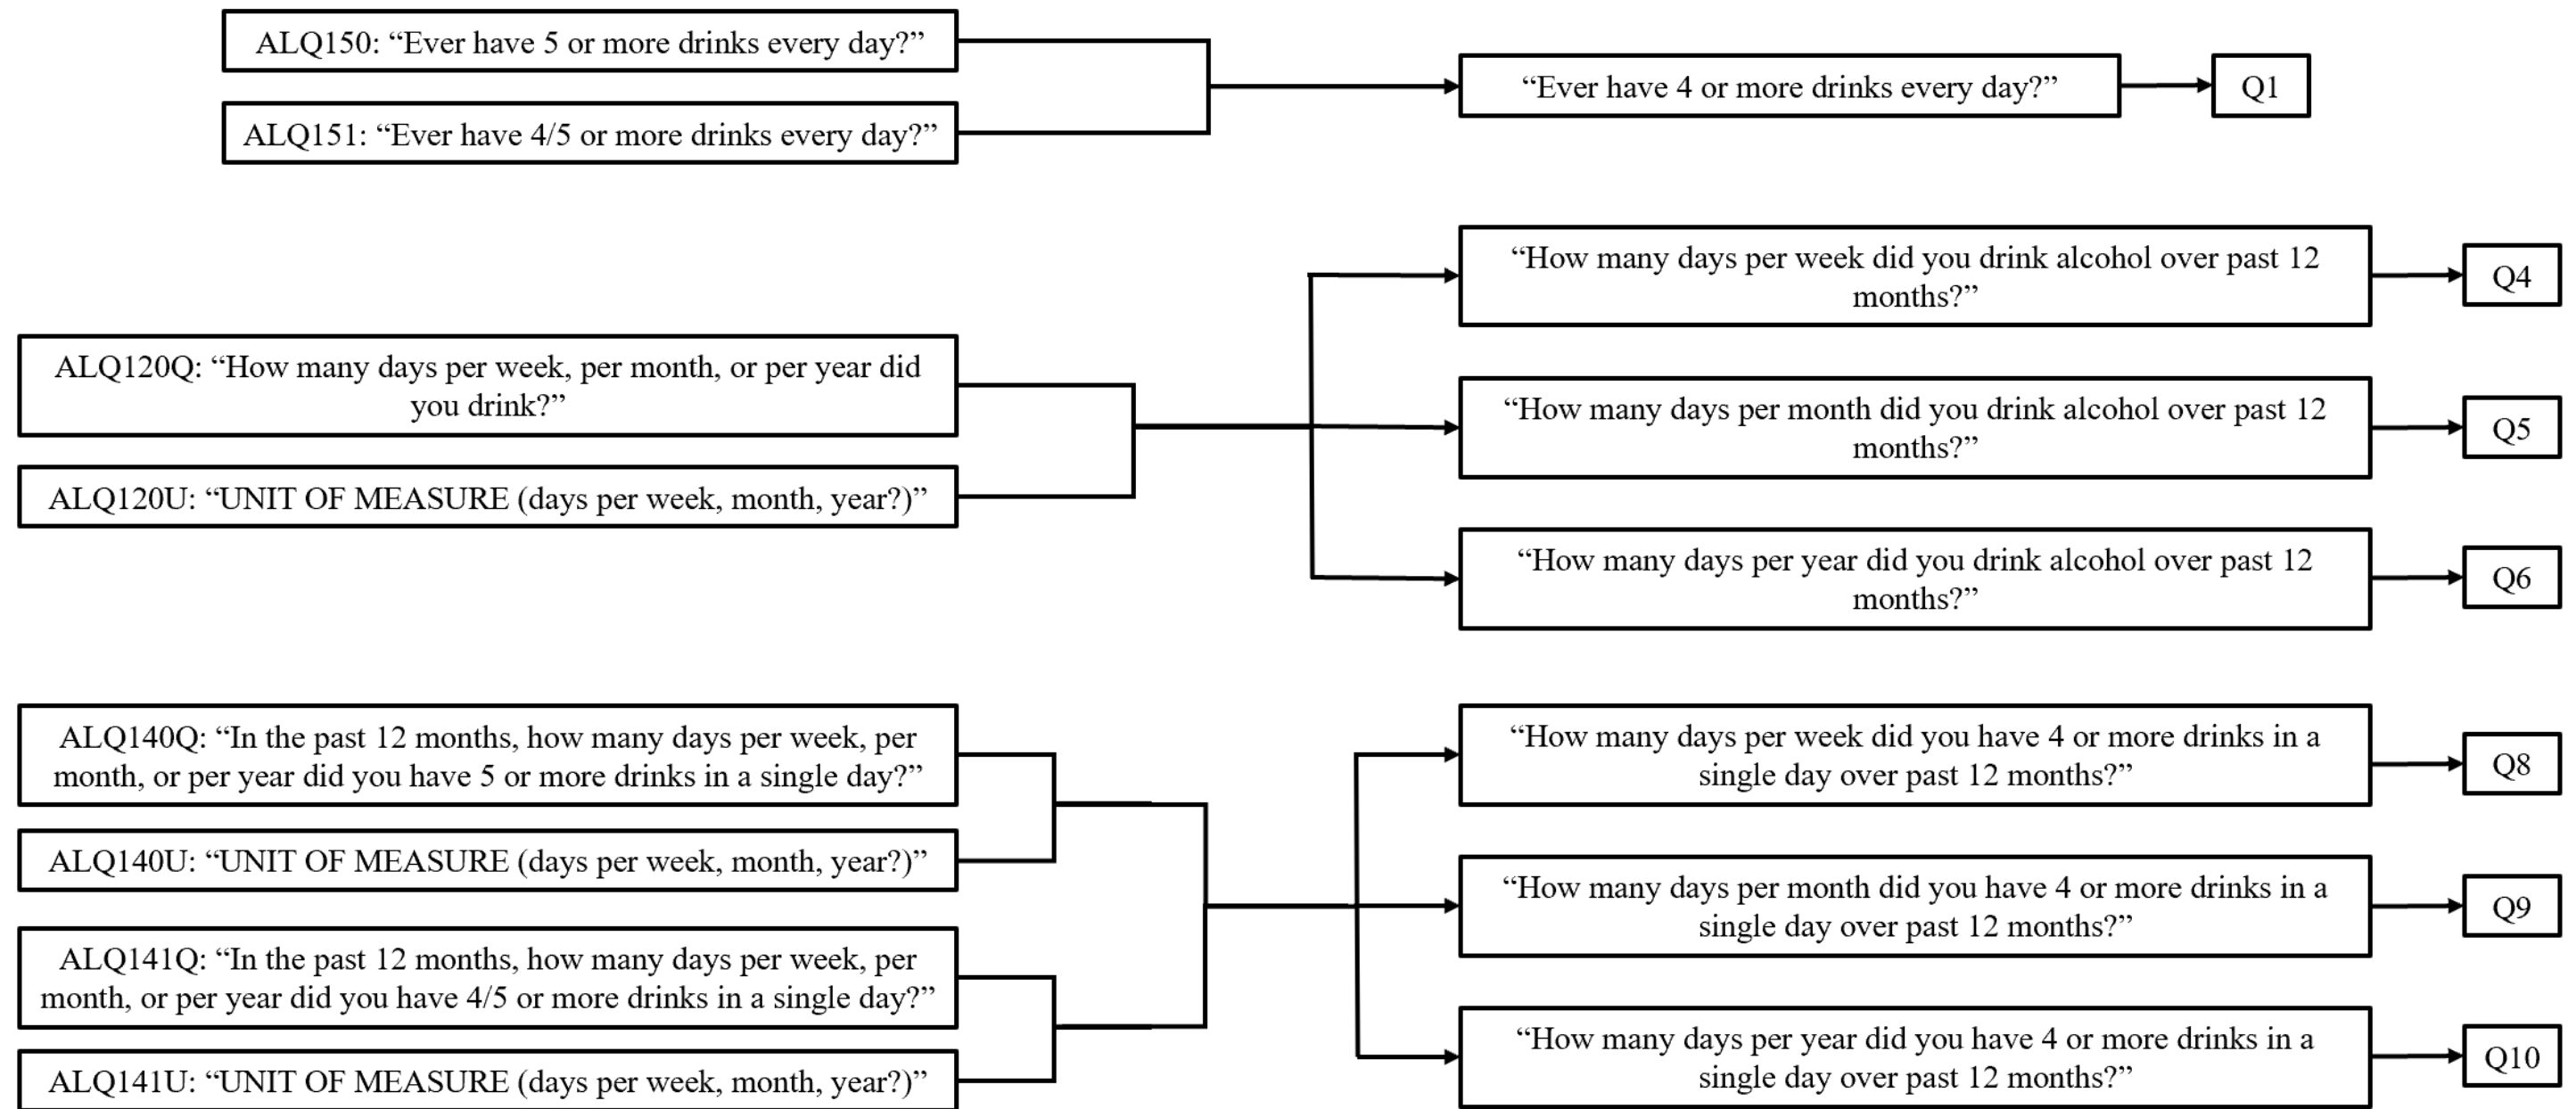 ALQ150: “Ever have 5 or more drinks every day?”
ALQ151: “Ever have 4/5 or more drinks every day?”
“Ever have 4 or more drinks every day?”
Q1
ALQ120Q: “How many days per week, per month, or per year did
you drink?”
ALQ120U: “UNIT OF MEASURE (days per week, month, year?)”
“How many days per week did you drink alcohol over past 12
months?”
Q4
“How many days per month did you drink alcohol over past 12
months?”
Q5
“How many days per year did you drink alcohol over past 12
months?”
Q6
ALQ140Q: “In the past 12 months, how many days per week, per
month, or per year did you have 5 or more drinks in a single day?”
ALQ140U: “UNIT OF MEASURE (days per week, month, year?)”
ALQ141Q: “In the past 12 months, how many days per week, per
month, or per year did you have 4/5 or more drinks in a single day?”
ALQ141U: “UNIT OF MEASURE (days per week, month, year?)”
“How many days per week did you have 4 or more drinks in a
single day over past 12 months?”
Q8
“How many days per month did you have 4 or more drinks in a
single day over past 12 months?”
Q9
“How many days per year did you have 4 or more drinks in a
single day over past 12 months?”
Q10